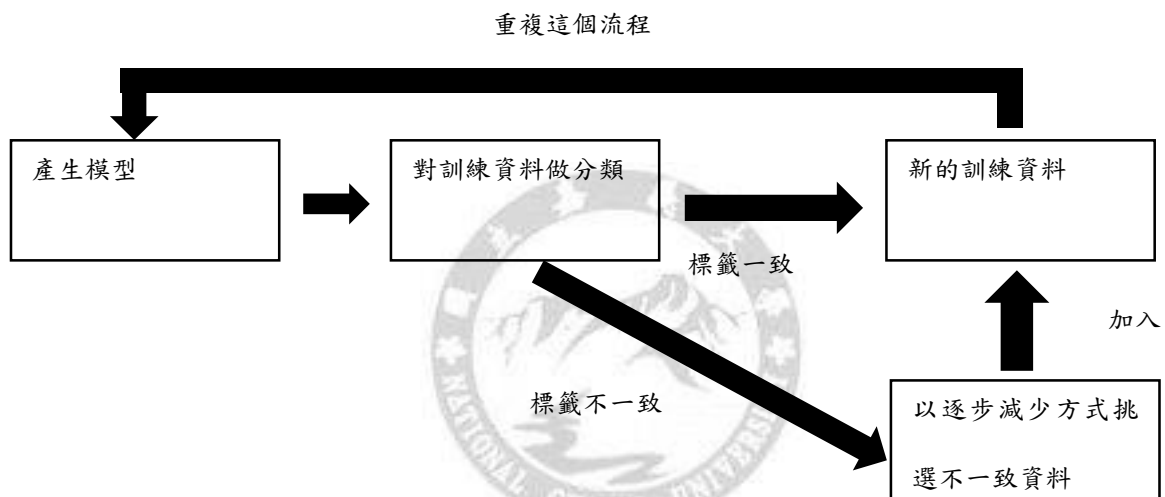 重複這個流程
產生模型
對訓練資料做分類
新的訓練資料
標籤一致
加入
標籤不一致
以逐步減少方式挑
選不一致資料
NATIONAL